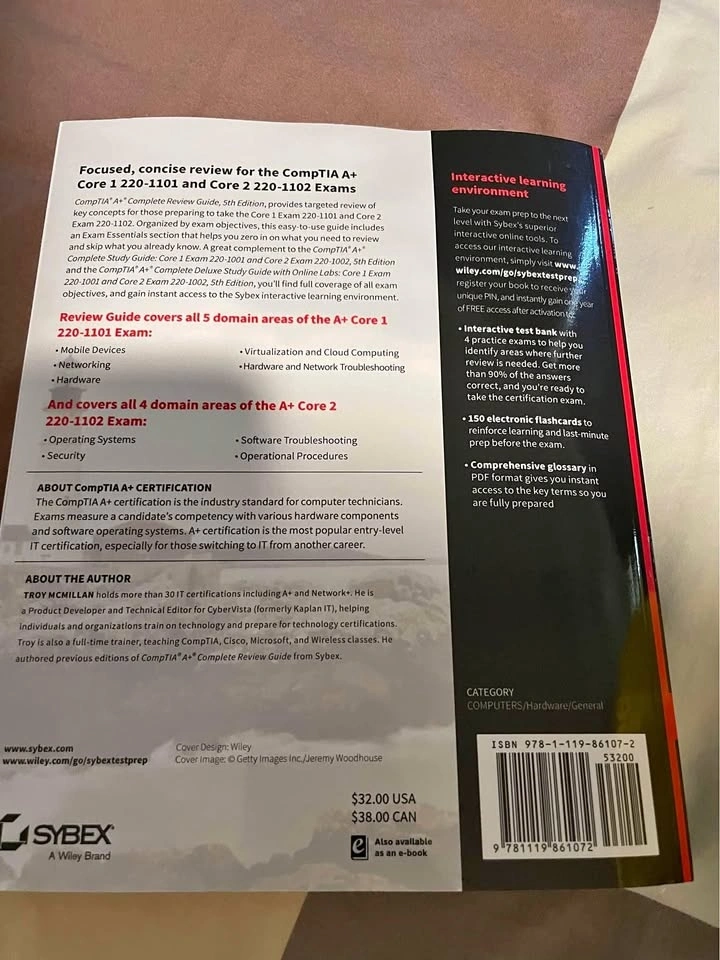 Focused, concise review for the CompTIA A+
Core 1 220-1101 and Core 2 220-1102 Exams
CompTIA® A+® Complete Review Guide, 5th Edition, provides targeted review of
key concepts for those preparing to take the Core 1 Exam 220-1101 and Core 2
Exam 220-1102. Organized by exam objectives, this easy-to-use guide includes
an Exam Essentials section that helps you zero in on what you need to review
and skip what you already know. A great complement to the CompTIA® A+®
Complete Study Guide: Core 1 Exam 220-1001 and Core 2 Exam 220-1002, 5th Edition
and the CompTIA® A+® Complete Deluxe Study Guide with Online Labs: Core 1 Exam
220-1001 and Core 2 Exam 220-1002, 5th Edition, you'll find full coverage of all exam
objectives, and gain instant access to the Sybex interactive learning environment.
Review Guide covers all 5 domain areas of the A+ Core 1
220-1101 Exam:
• Mobile Devices
• Networking
• Hardware
• Virtualization and Cloud Computing
• Hardware and Network Troubleshooting
And covers all 4 domain areas of the A+ Core 2
220-1102 Exam:
• Operating Systems
• Security
• Software Troubleshooting
• Operational Procedures
ABOUT CompTIA A+ CERTIFICATION
The CompTIA A+ certification is the industry standard for computer technicians.
Exams measure a candidate's competency with various hardware components
and software operating systems. A+ certification is the most popular entry-level
IT certification, especially for those switching to IT from another career.
ABOUT THE AUTHOR
TROY MCMILLAN holds more than 30 IT certifications including A+ and Network+. He is
a Product Developer and Technical Editor for CyberVista (formerly Kaplan IT), helping
individuals and organizations train on technology and prepare for technology certifications.
Troy is also a full-time trainer, teaching CompTIA, Cisco, Microsoft, and Wireless classes. He
authored previous editions of CompTIA® A+® Complete Review Guide from Sybex.
www.sybex.com
www.wiley.com/go/sybextestprep
Cover Design: Wiley
Cover Image: © Getty Images Inc./Jeremy Woodhouse
SYBEX®
A Wiley Brand
$32.00 USA
$38.00 CAN
e
Also available
as an e-book
Interactive learning
environment
Take your exam prep to the next
level with Sybex's superior
interactive online tools. To
access our interactive learning
environment, simply visit www.
wiley.com/go/sybextestprep
register your book to receive your
unique PIN, and instantly gain one year
of FREE access after activation to:
• Interactive test bank with
4 practice exams to help you
identify areas where further
review is needed. Get more
than 90% of the answers
correct, and you're ready to
take the certification exam.
• 150 electronic flashcards to
reinforce learning and last-minute
prep before the exam.
• Comprehensive glossary in
PDF format gives you instant
access to the key terms so you
are fully prepared
CATEGORY
COMPUTERS/Hardware/General
ISBN 978-1-119-86107-2
53200
9 781119 861072